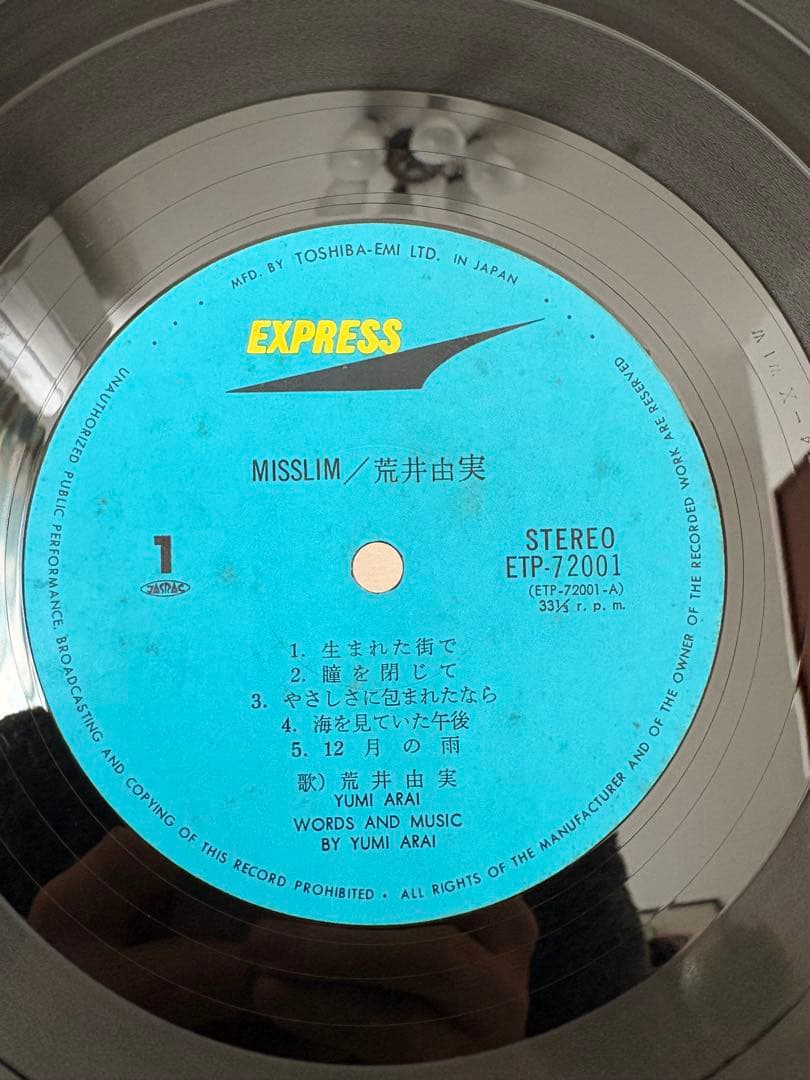 MFD. BY TOSHIBA-EMI LTD. IN JAPAN
EXPRESS
MISSLIM/荒井由実
1
JASRAC
STEREO
ETP-72001
(ETP-72001-A)
33⅓ r. p. m.
1. 生まれた街で
2. 瞳を閉じて
3. やさしさに包まれたなら
4. 海を見ていた午後
5. 12月の雨
歌) 荒井由実
YUMI ARAI
WORDS AND MUSIC
BY YUMI ARAI
UNAUTHORIZED PUBLIC PERFORMANCE, BROADCASTING AND COPYING OF THIS RECORD PROHIBITED • ALL RIGHTS OF THE MANUFACTURER AND OF THE OWNER OF THE RECORDED WORK ARE RESERVED